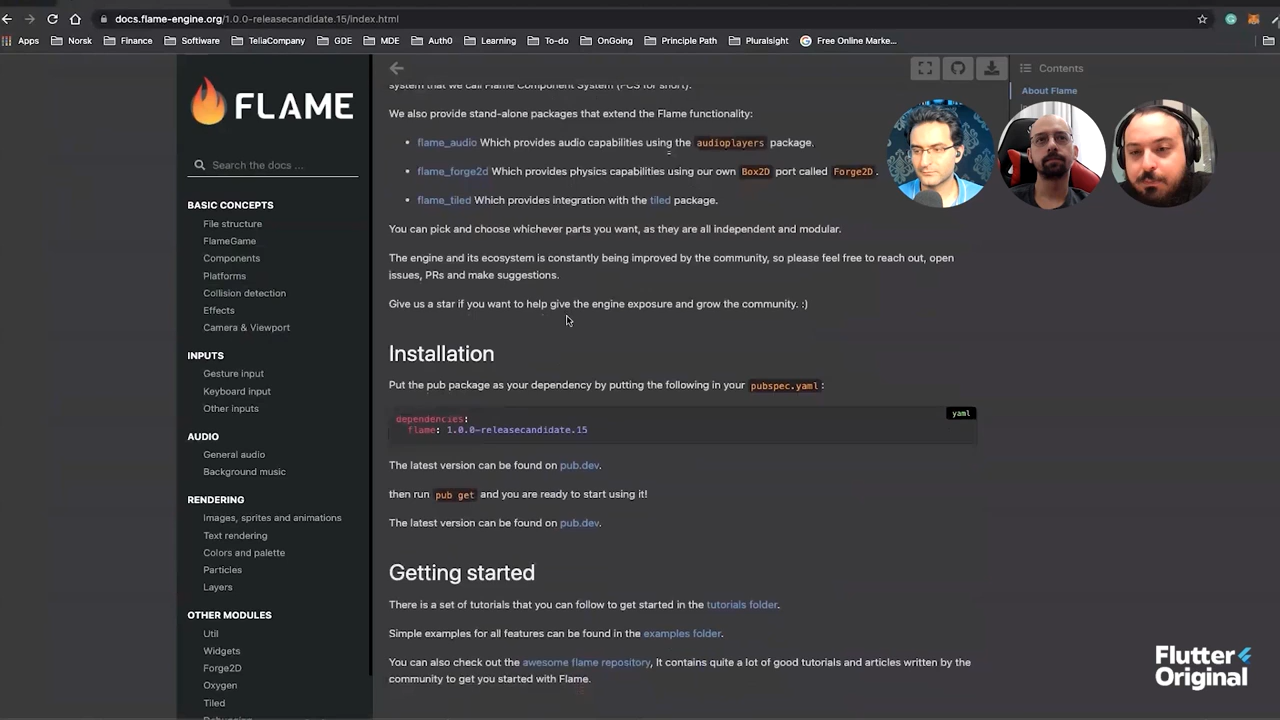 docs.flame-engine.org/1.0.0-releasecandidate.15/index.html
Apps Norsk Finance Software TeliaCompany GDE MDE Auth0 Learning To-do OnGoing Principle Path Pluralsight Free Online Marke...
FLAME
Search the docs ...
BASIC CONCEPTS
File structure
FlameGame
Components
Platforms
Collision detection
Effects
Camera & Viewport
INPUTS
Gesture input
Keyboard input
Other inputs
AUDIO
General audio
Background music
RENDERING
Images, sprites and animations
Text rendering
Colors and palette
Particles
Layers
OTHER MODULES
Util
Widgets
Forge2D
Oxygen
Tiled
system that we call Flame Component System (FCS for short).
We also provide stand-alone packages that extend the Flame functionality:
flame_audio Which provides audio capabilities using the audioplayers package.
flame_forge2d Which provides physics capabilities using our own Box2D port called Forge2D .
flame_tiled Which provides integration with the tiled package.
You can pick and choose whichever parts you want, as they are all independent and modular.
The engine and its ecosystem is constantly being improved by the community, so please feel free to reach out, open
issues, PRs and make suggestions.
Give us a star if you want to help give the engine exposure and grow the community. :)
Installation
Put the pub package as your dependency by putting the following in your pubspec.yaml :
yaml
dependencies:
flame: 1.0.0-releasecandidate.15
The latest version can be found on pub.dev.
then run pub get and you are ready to start using it!
The latest version can be found on pub.dev.
Getting started
There is a set of tutorials that you can follow to get started in the tutorials folder.
Simple examples for all features can be found in the examples folder.
You can also check out the awesome flame repository, It contains quite a lot of good tutorials and articles written by the
community to get you started with Flame.
Contents
About Flame
Flutter
Original